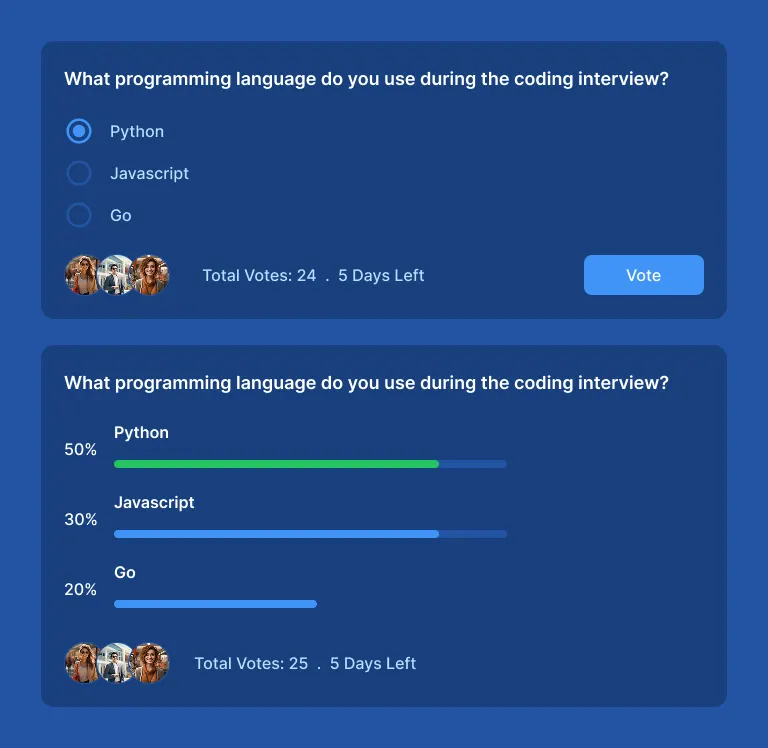 What programming language do you use during the coding interview?
Python
Javascript
Go
Total Votes: 24 . 5 Days Left
Vote
What programming language do you use during the coding interview?
Python
50%
Javascript
30%
Go
20%
Total Votes: 25 . 5 Days Left